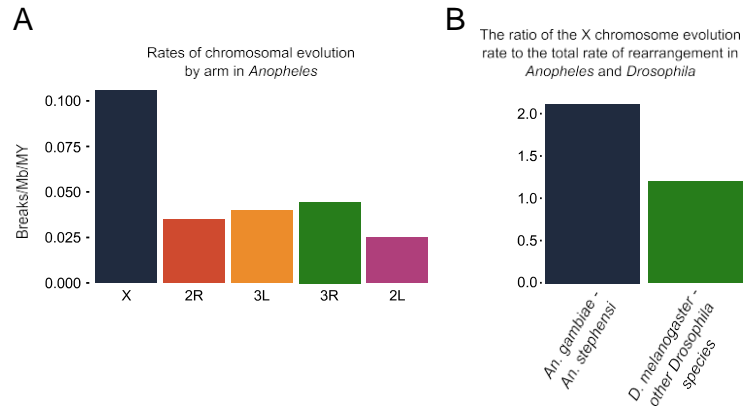 A
Rates of chromosomal evolution
by arm in Anopheles
Breaks/Mb/MY
0.100
0.075
0.050
0.025
0.000
X
2R
3L
3R
2L
B
The ratio of the X chromosome evolution
rate to the total rate of rearrangement in
Anopheles and Drosophila
2.0
1.5
1.0
0.5
0.0
An. gambiae -
An. stephensi
D. melanogaster -
other Drosophila
species